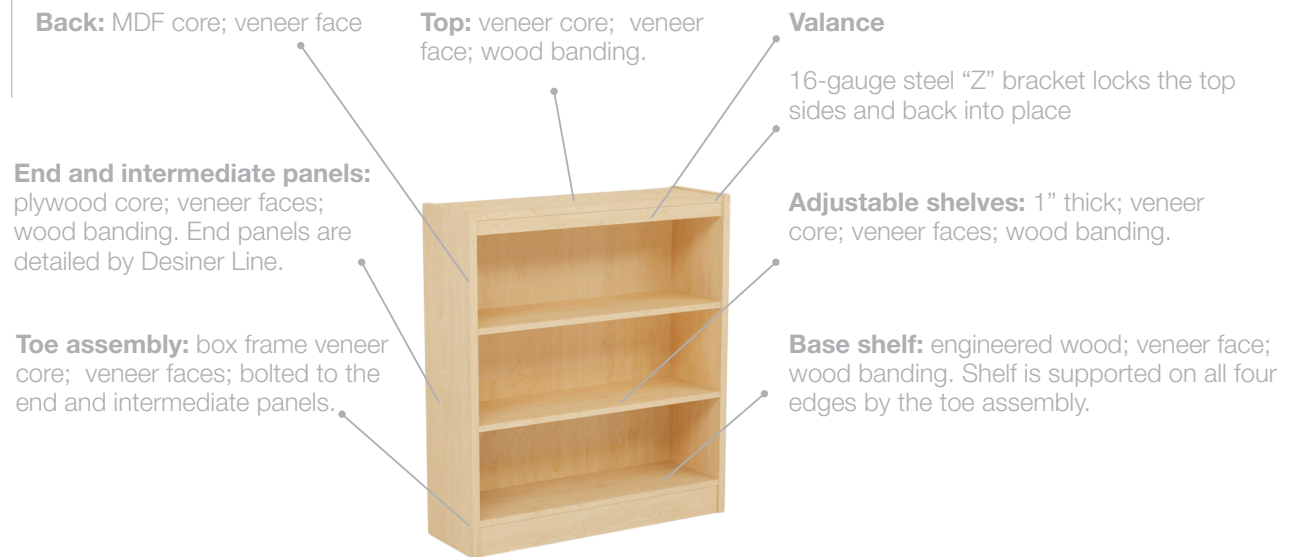 Back: MDF core; veneer face
Top: veneer core; veneer
face; wood banding.
Valance
16-gauge steel “Z” bracket locks the top
sides and back into place
End and intermediate panels:
plywood core; veneer faces;
wood banding. End panels are
detailed by Desiner Line.
Adjustable shelves: 1” thick; veneer
core; veneer faces; wood banding.
Toe assembly: box frame veneer
core; veneer faces; bolted to the
end and intermediate panels.
Base shelf: engineered wood; veneer face;
wood banding. Shelf is supported on all four
edges by the toe assembly.